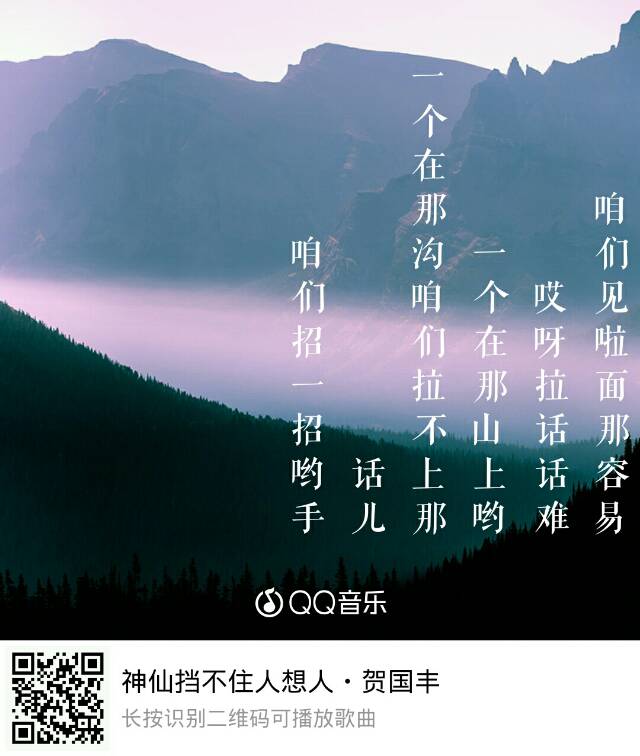 咱们见啦面那容易
哎呀拉话话难
一个在那山上哟
一个在那沟咱们拉不上那
话儿
咱们招一招哟手
QQ音乐
神仙挡不住人想人·贺国丰
长按识别二维码可播放歌曲